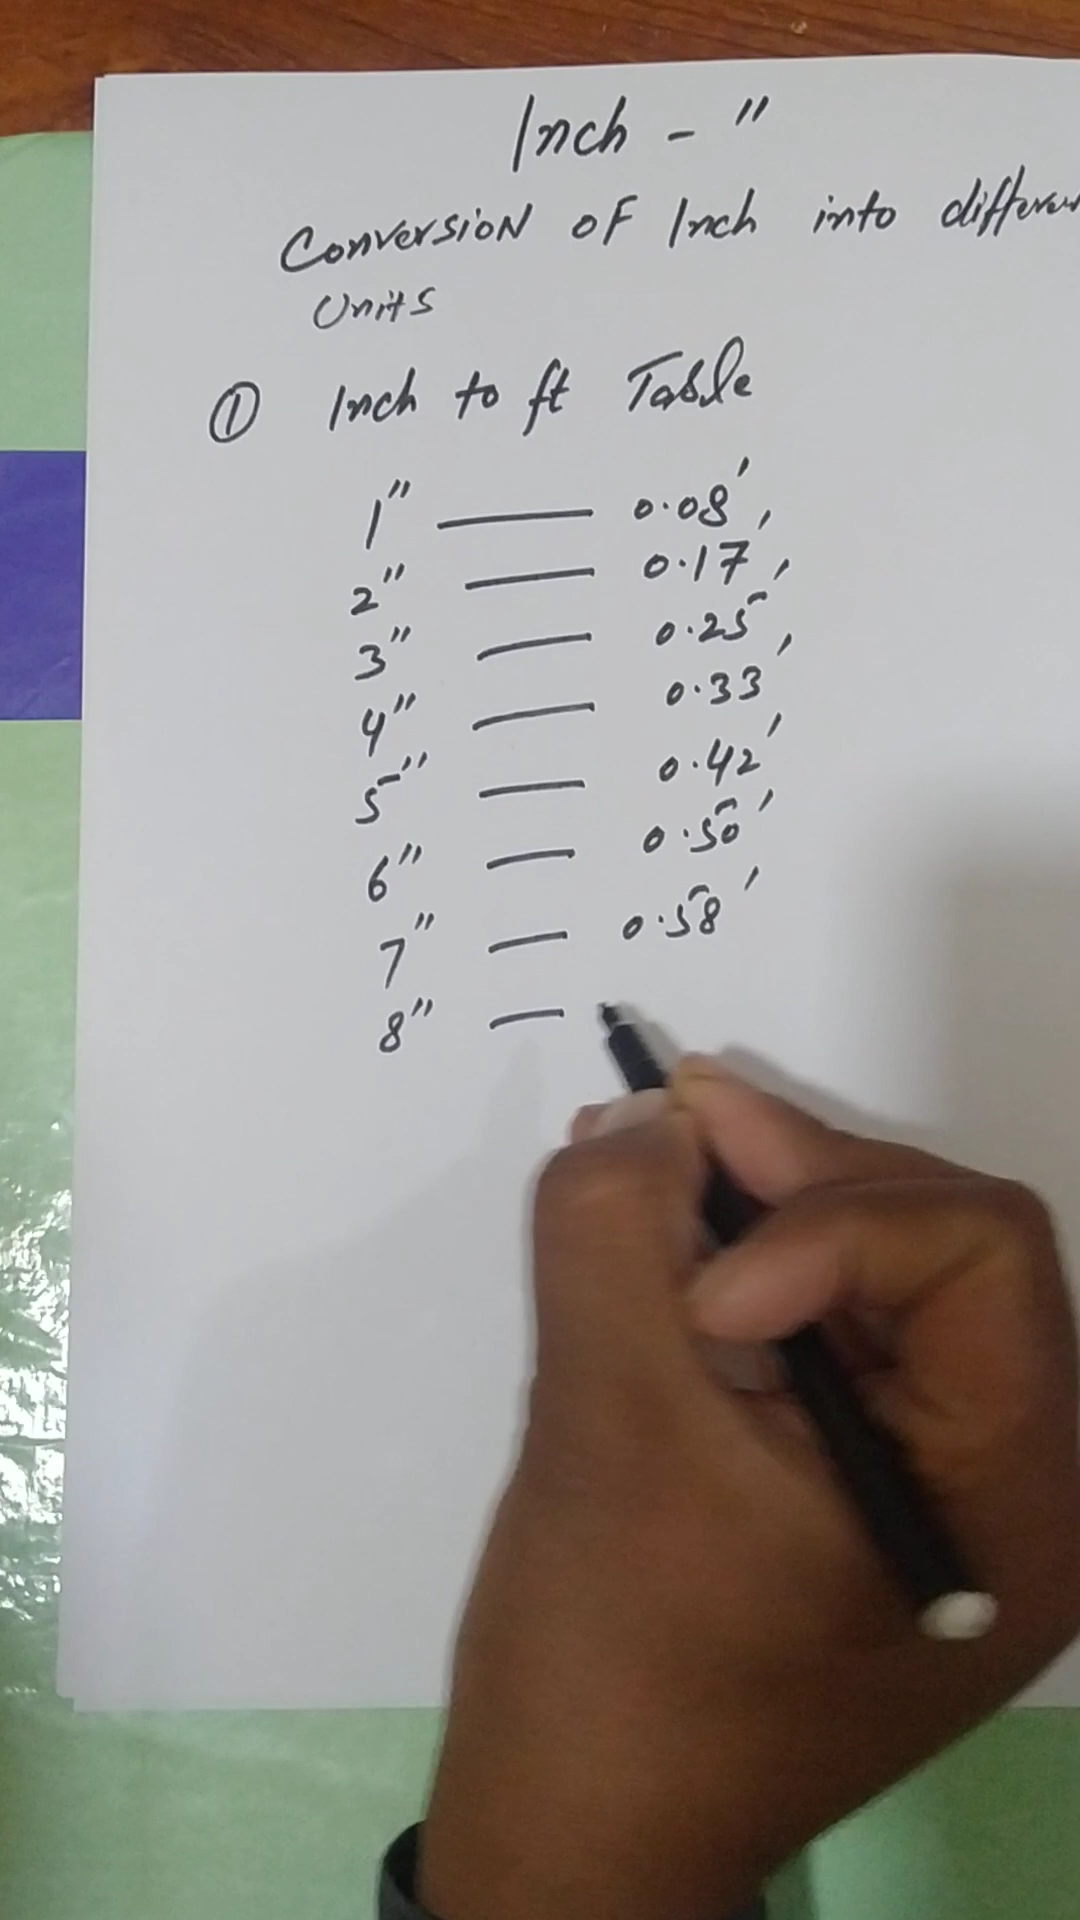 Inch - "
Conversion of Inch into
Units
① Inch to ft Table
1" — 0.08'
2" — 0.17'
3" — 0.25'
4" — 0.33'
5" — 0.42'
6" — 0.50'
7" — 0.58'
8" —